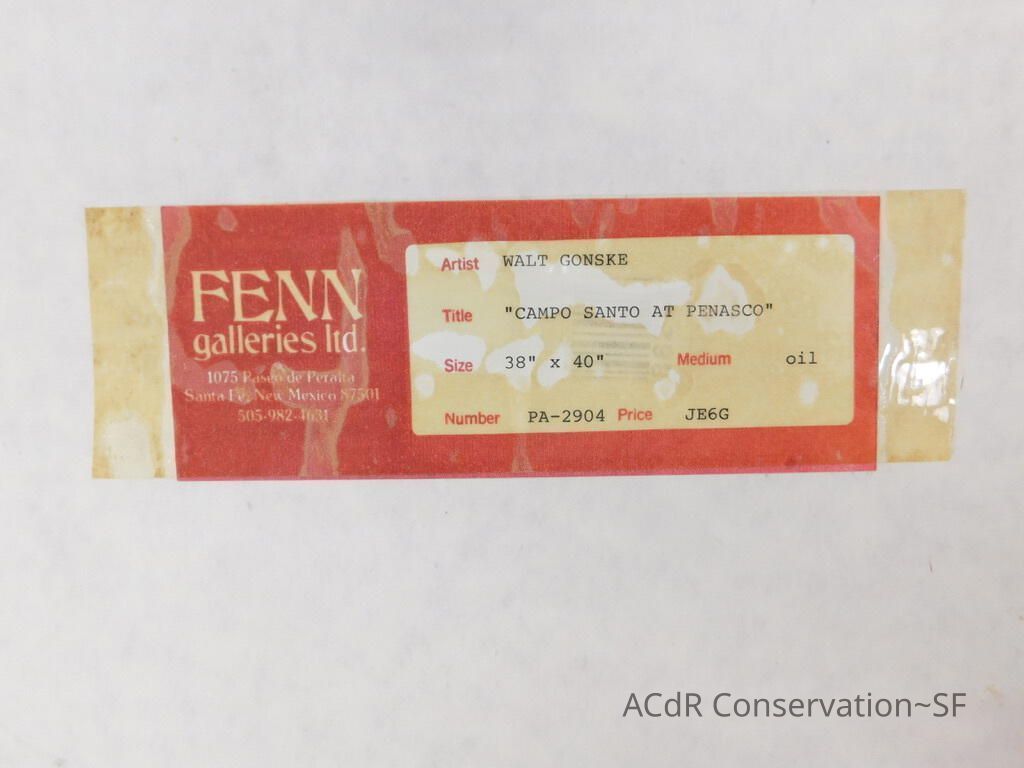 FENN
galleries ltd.
1075 Paseo de Peralta
Santa Fe, New Mexico 87501
505-982-4631
Artist WALT GONSKE
Title "CAMPO SANTO AT PENASCO"
Size 38" x 40" Medium oil
Number PA-2904 Price JE6G
ACdR Conservation~SF